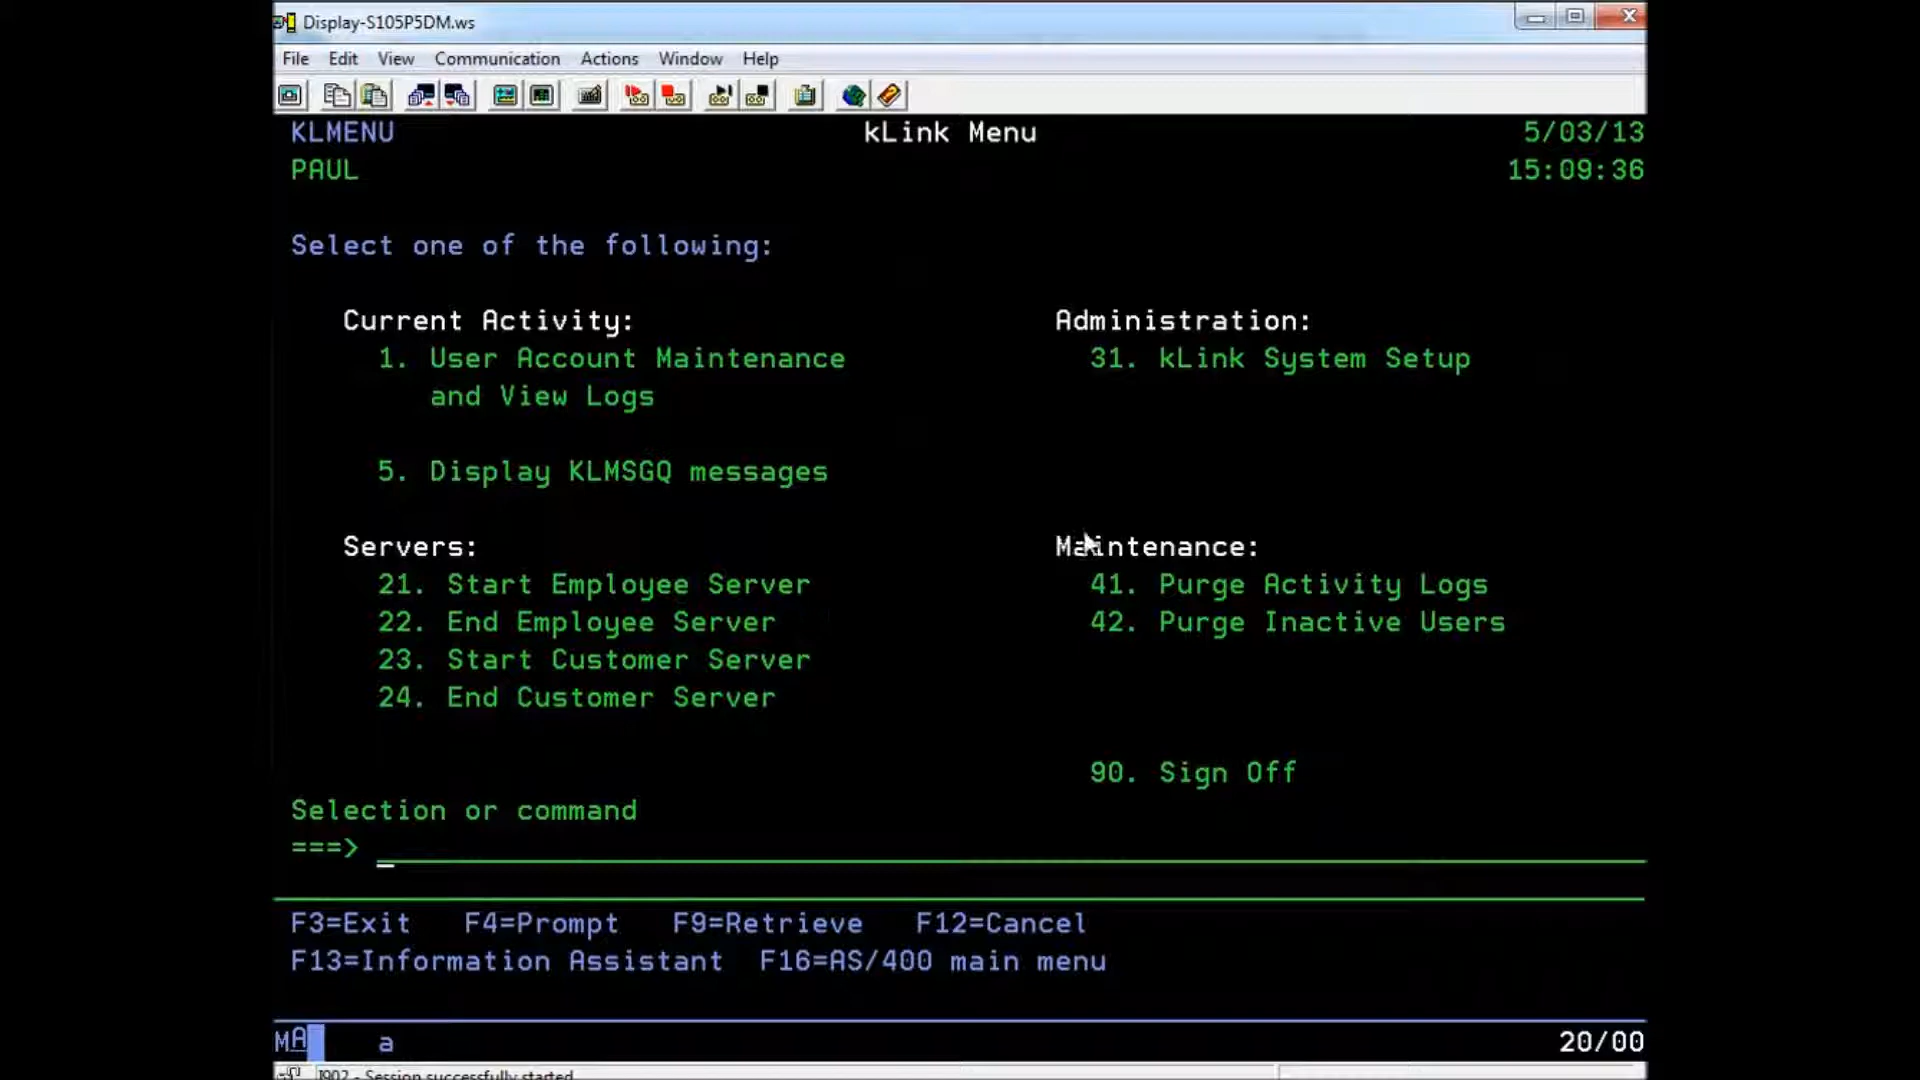 Display-S105P5DM.ws
File Edit View Communication Actions Window Help
KLMENU kLink Menu 5/03/13
PAUL 15:09:36
Select one of the following:
Current Activity: Administration:
1. User Account Maintenance 31. kLink System Setup
and View Logs
5. Display KLMSGQ messages
Servers: Maintenance:
21. Start Employee Server 41. Purge Activity Logs
22. End Employee Server 42. Purge Inactive Users
23. Start Customer Server
24. End Customer Server
90. Sign Off
Selection or command
===>
F3=Exit F4=Prompt F9=Retrieve F12=Cancel
F13=Information Assistant F16=AS/400 main menu
MA a 20/00
I902 - Session successfully started